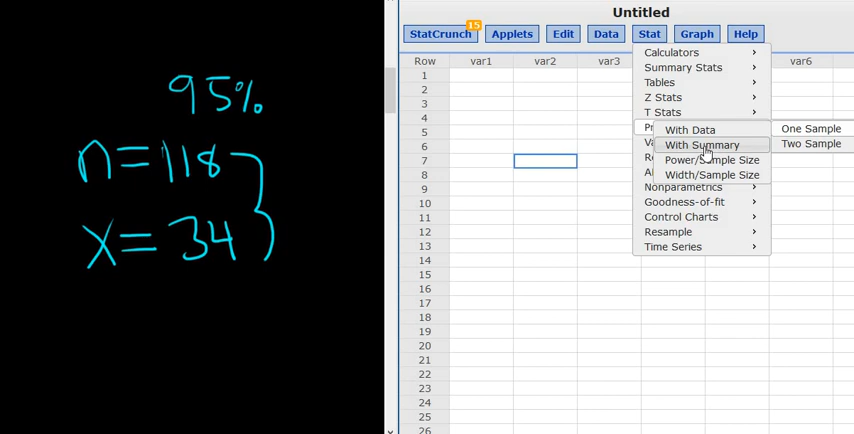 95%
n=118
x=34
Untitled
StatCrunch 15 Applets Edit Data Stat Graph Help
Row var1 var2 var3 var6
Calculators
Summary Stats
Tables
Z Stats
T Stats
With Data
With Summary
Power/Sample Size
Width/Sample Size
One Sample
Two Sample
Nonparametrics
Goodness-of-fit
Control Charts
Resample
Time Series
1
2
3
4
5
6
7
8
9
10
11
12
13
14
15
16
17
18
19
20
21
22
23
24
25
26